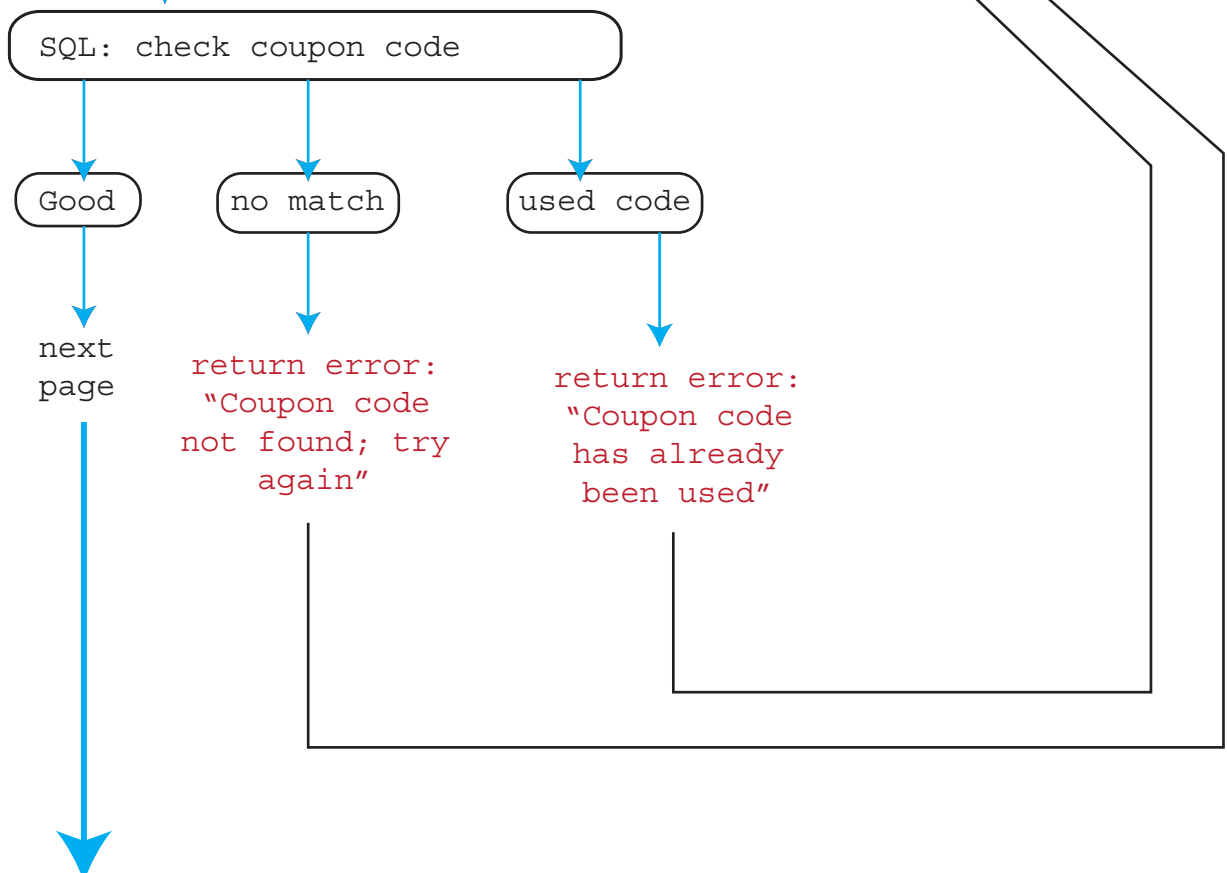 SQL: check coupon code
Good
no match
used code
next
page
return error:
“Coupon code
not found; try
again”
return error:
“Coupon code
has already
been used”